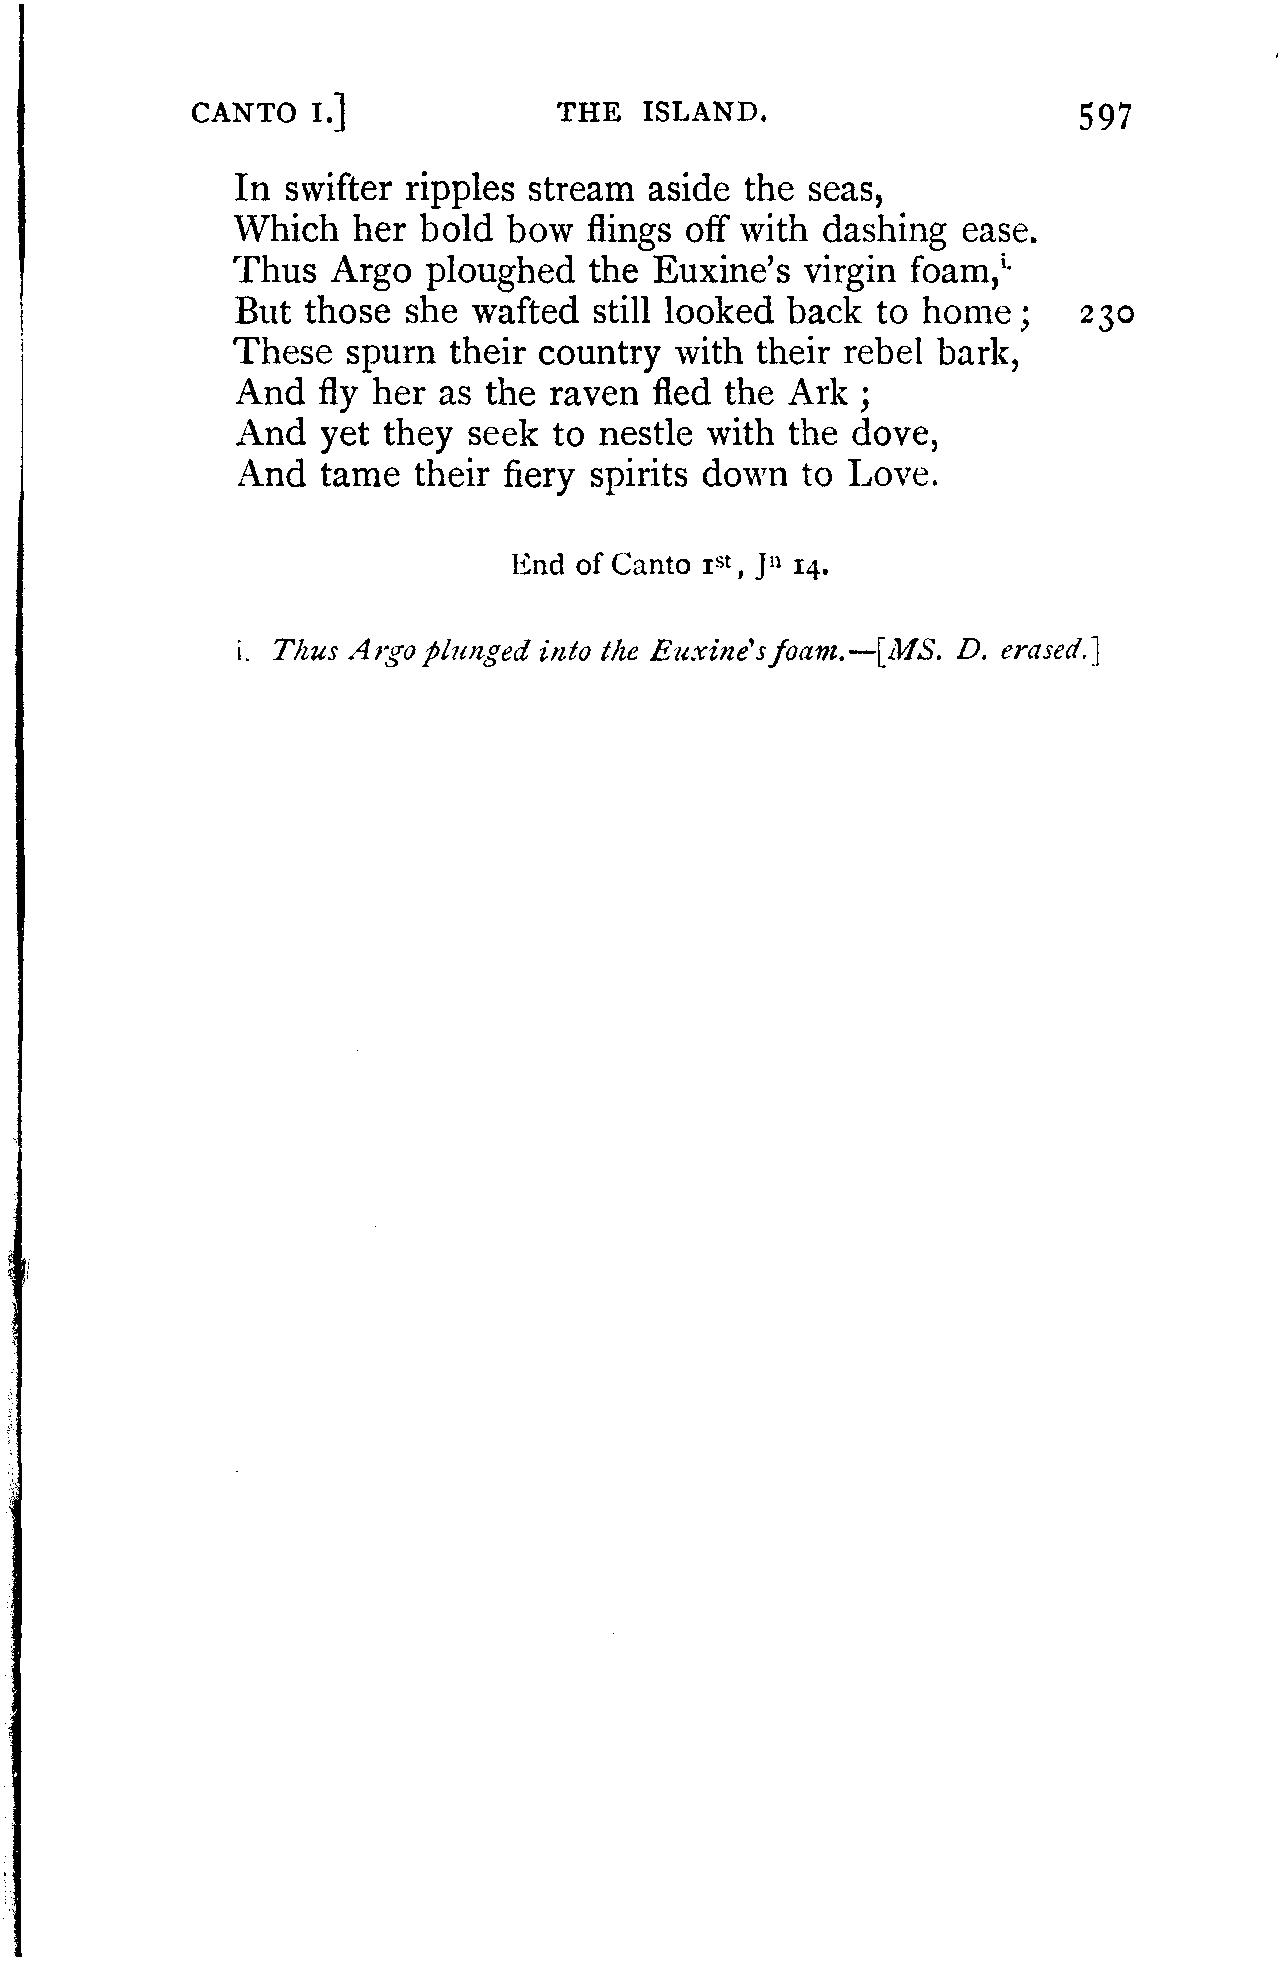 CANTO I.] THE ISLAND. 597
In swifter ripples stream aside the seas,
Which her bold bow flings off with dashing ease.
Thus Argo ploughed the Euxine's virgin foam,i.
But those she wafted still looked back to home; 230
These spurn their country with their rebel bark,
And fly her as the raven fled the Ark;
And yet they seek to nestle with the dove,
And tame their fiery spirits down to Love.
End of Canto 1st, Jn 14.
i. Thus Argo plunged into the Euxine's foam.—[MS. D. erased.]